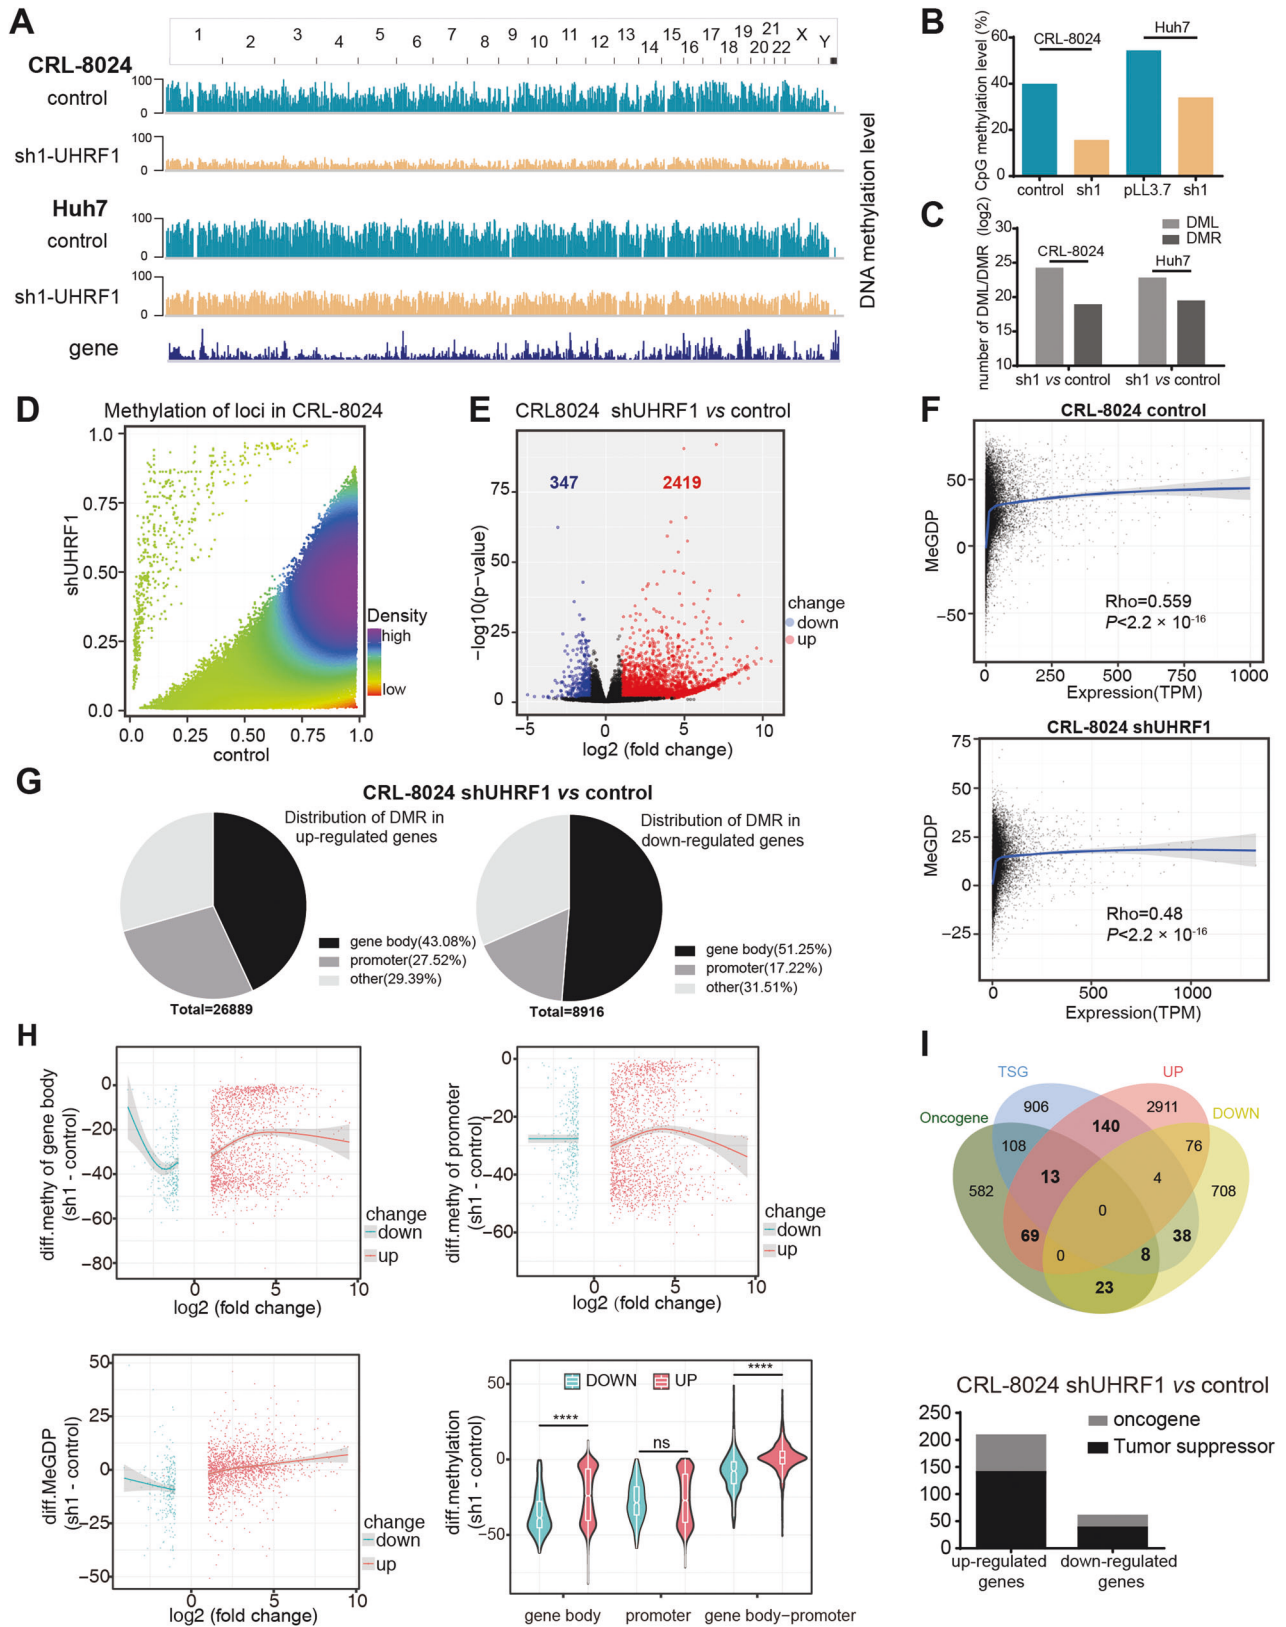 A
1 2 3 4 5 6 7 8 9 10 11 12 13 14 15 16 17 18 19 20 21 22 X Y
CRL-8024
control
100
0
sh1-UHRF1
100
0
Huh7
control
100
0
sh1-UHRF1
100
0
gene
DNA methylation level
B
CpG methylation level (%)
60
40
20
0
CRL-8024
Huh7
control sh1 pLL3.7 sh1
C
number of DML/DMR (log2)
30
25
20
15
10
DML
DMR
CRL-8024
Huh7
sh1 vs control sh1 vs control
D
Methylation of loci in CRL-8024
shUHRF1
1.0
0.75
0.50
0.25
0.0
0.0 0.25 0.50 0.75 1.0
control
Density
high
low
E
CRL8024 shUHRF1 vs control
−log10(p−value)
75
50
25
0
347
2419
−5 0 5 10
log2 (fold change)
change
down
up
F
CRL-8024 control
MeGDP
50
0
−50
Rho=0.559
P<2.2 × 10-16
0 250 500 750 1000
Expression(TPM)
CRL-8024 shUHRF1
MeGDP
75
50
25
0
−25
Rho=0.48
P<2.2 × 10-16
0 500 1000
Expression(TPM)
G
CRL-8024 shUHRF1 vs control
Distribution of DMR in
up-regulated genes
gene body(43.08%)
promoter(27.52%)
other(29.39%)
Total=26889
Distribution of DMR in
down-regulated genes
gene body(51.25%)
promoter(17.22%)
other(31.51%)
Total=8916
H
diff.methy of gene body
(sh1 - control)
0
−20
−40
−60
−80
0 5 10
log2 (fold change)
change
down
up
diff.methy of promoter
(sh1 - control)
0
−20
−40
−60
0 5 10
log2 (fold change)
change
down
up
diff.MeGDP
(sh1 - control)
50
25
0
−25
−50
0 5 10
log2 (fold change)
change
down
up
diff.methylation
(sh1 - control)
50
0
−50
DOWN UP
****
ns
****
gene body promoter gene body−promoter
I
TSG
UP
Oncogene
DOWN
906
2911
140
108
76
13
4
582
708
0
69
38
0
8
23
CRL-8024 shUHRF1 vs control
250
200
150
100
50
0
oncogene
Tumor suppressor
up-regulated
genes
down-regulated
genes